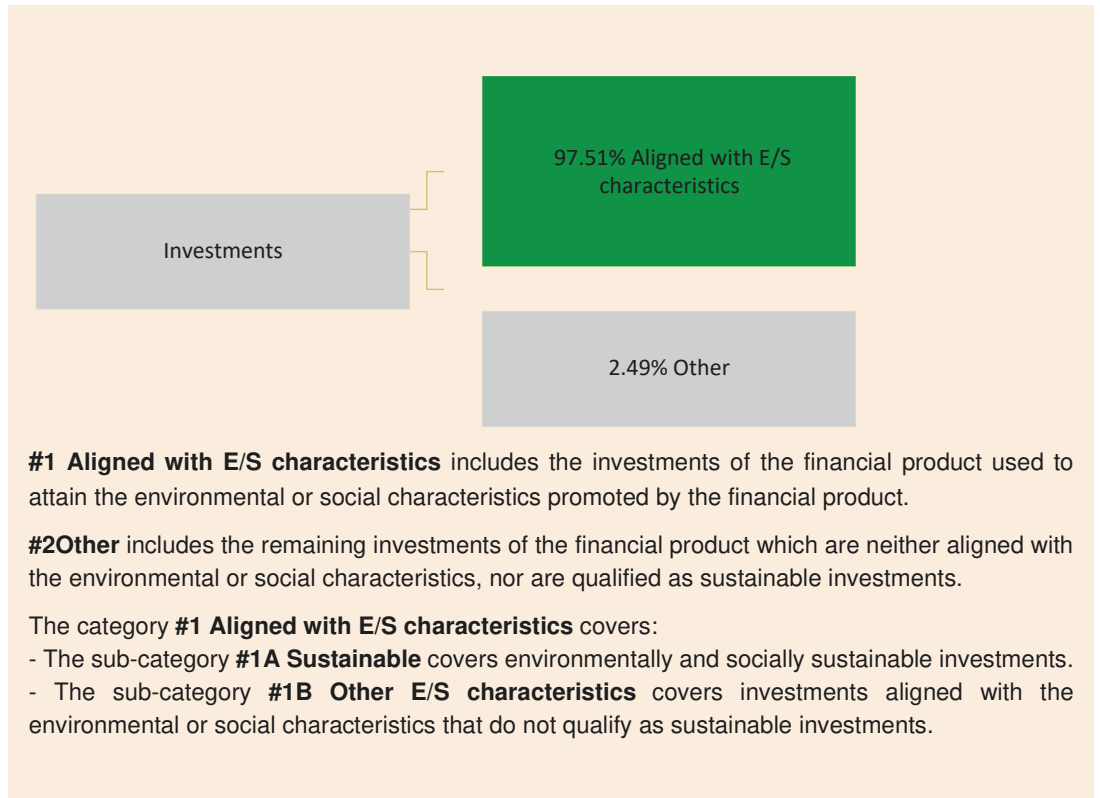 97.51% Aligned with E/S
characteristics
Investments
2.49% Other
#1 Aligned with E/S characteristics includes the investments of the financial product used to
attain the environmental or social characteristics promoted by the financial product.
#2Other includes the remaining investments of the financial product which are neither aligned with
the environmental or social characteristics, nor are qualified as sustainable investments.
The category #1 Aligned with E/S characteristics covers:
- The sub-category #1A Sustainable covers environmentally and socially sustainable investments.
- The sub-category #1B Other E/S characteristics covers investments aligned with the
environmental or social characteristics that do not qualify as sustainable investments.